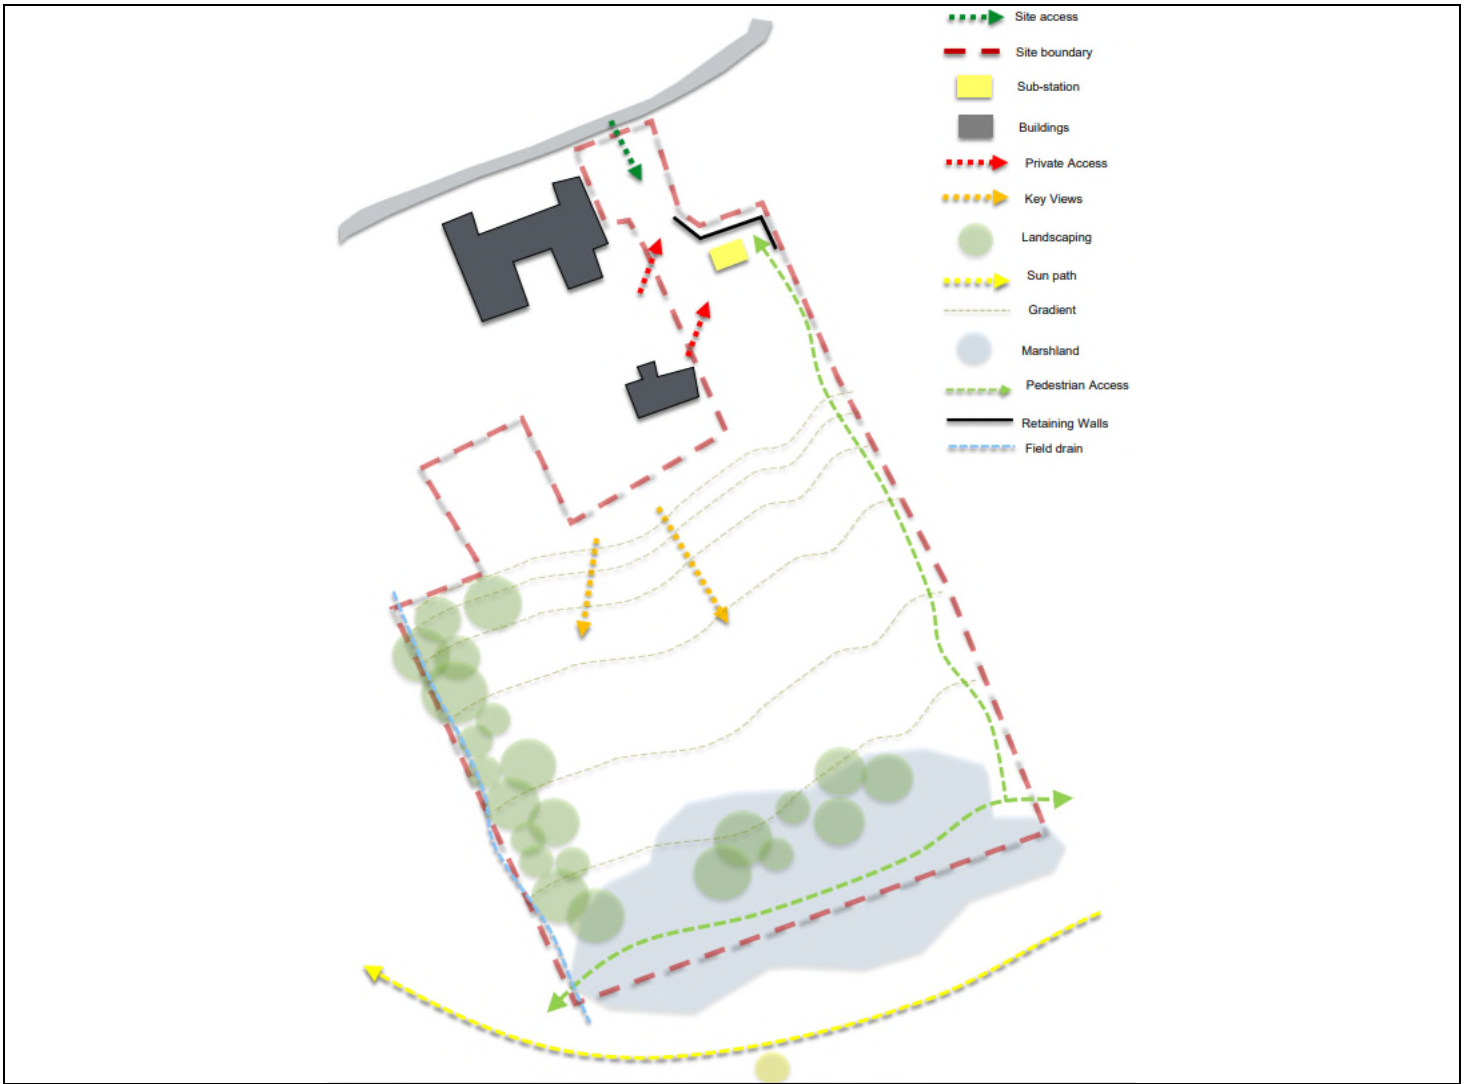 Site access
Site boundary
Sub-station
Buildings
Private Access
Key Views
Landscaping
Sun path
Gradient
Marshland
Pedestrian Access
Retaining Walls
Field drain